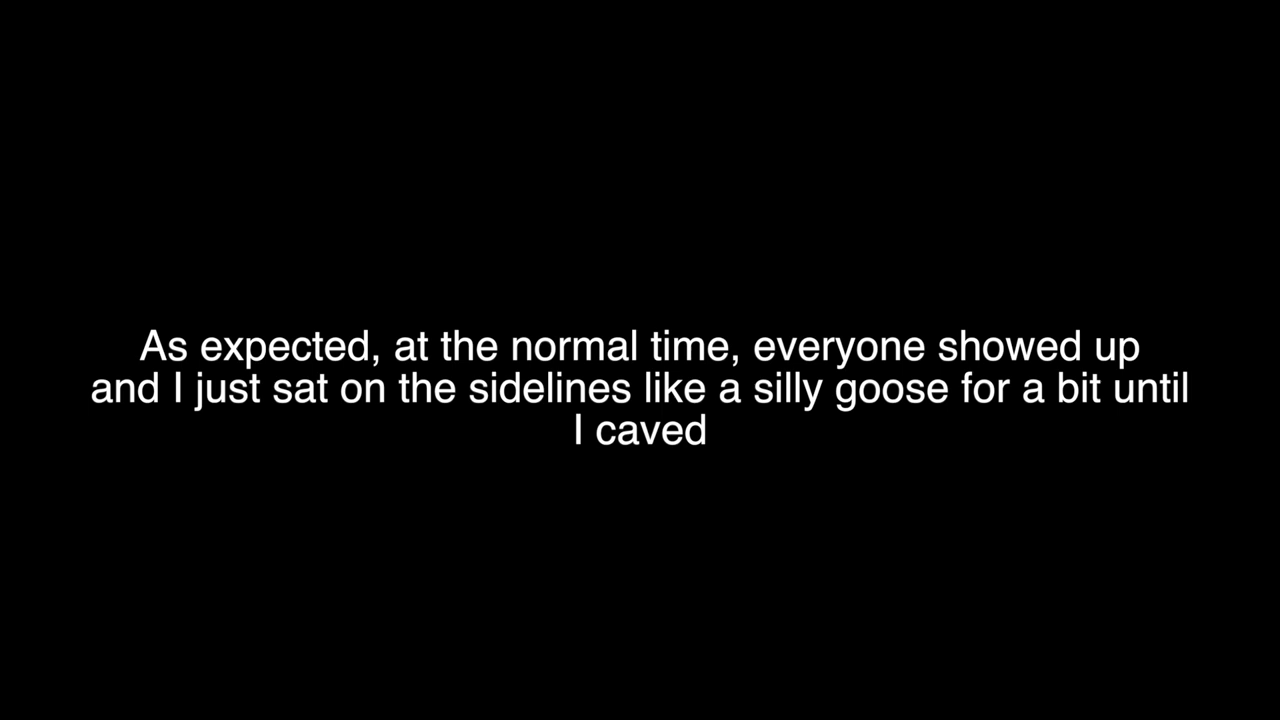 As expected, at the normal time, everyone showed up
and I just sat on the sidelines like a silly goose for a bit until
I caved